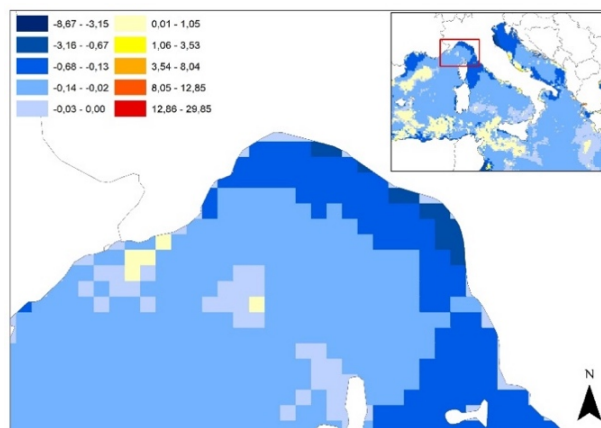 -8,67 - -3,15
-3,16 - -0,67
-0,68 - -0,13
-0,14 - -0,02
-0,03 - 0,00
0,01 - 1,05
1,06 - 3,53
3,54 - 8,04
8,05 - 12,85
12,86 - 29,85
N